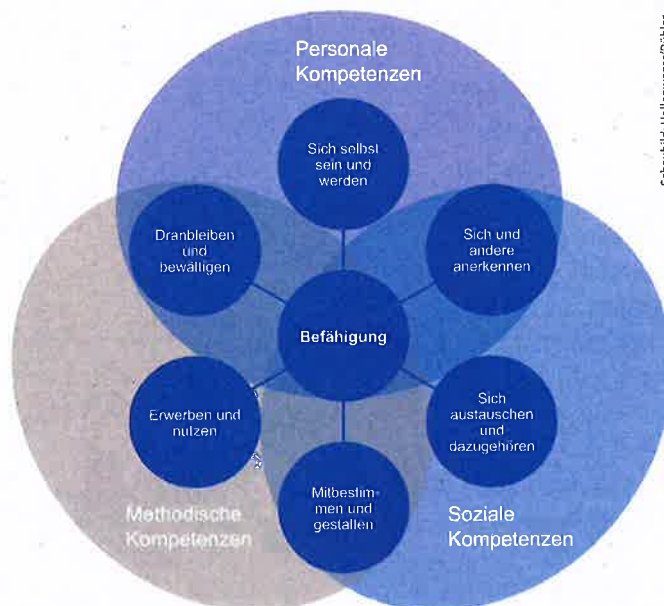 Personale
Kompetenzen
Sich selbst
sein und
werden
Dranbleiben
und
bewältigen
Sich und
andere
anerkennen
Befähigung
Erwerben und
nutzen
Sich
austauschen
und
dazugehören
Mitbestim-
men und
gestalten
Methodische
Kompetenzen
Soziale
Kompetenzen